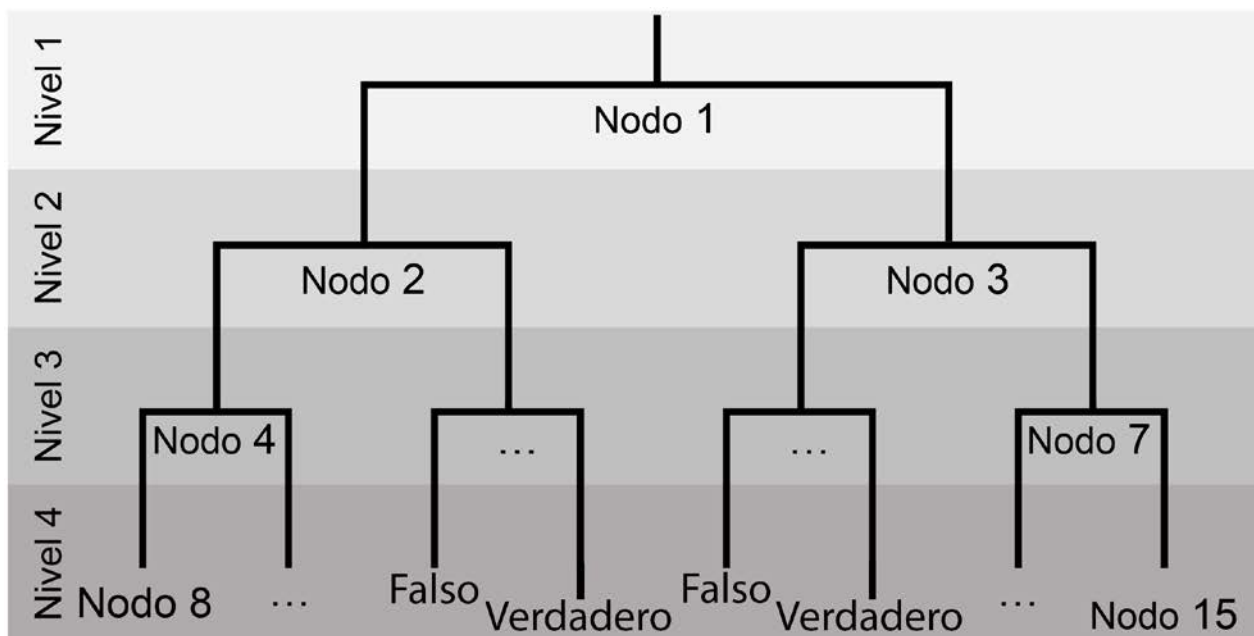 Nivel 1
Nodo 1
Nivel 2
Nodo 2
Nodo 3
Nivel 3
Nodo 4
...
...
Nodo 7
Nivel 4
Nodo 8
...
Falso
Verdadero
Falso
Verdadero
...
Nodo 15